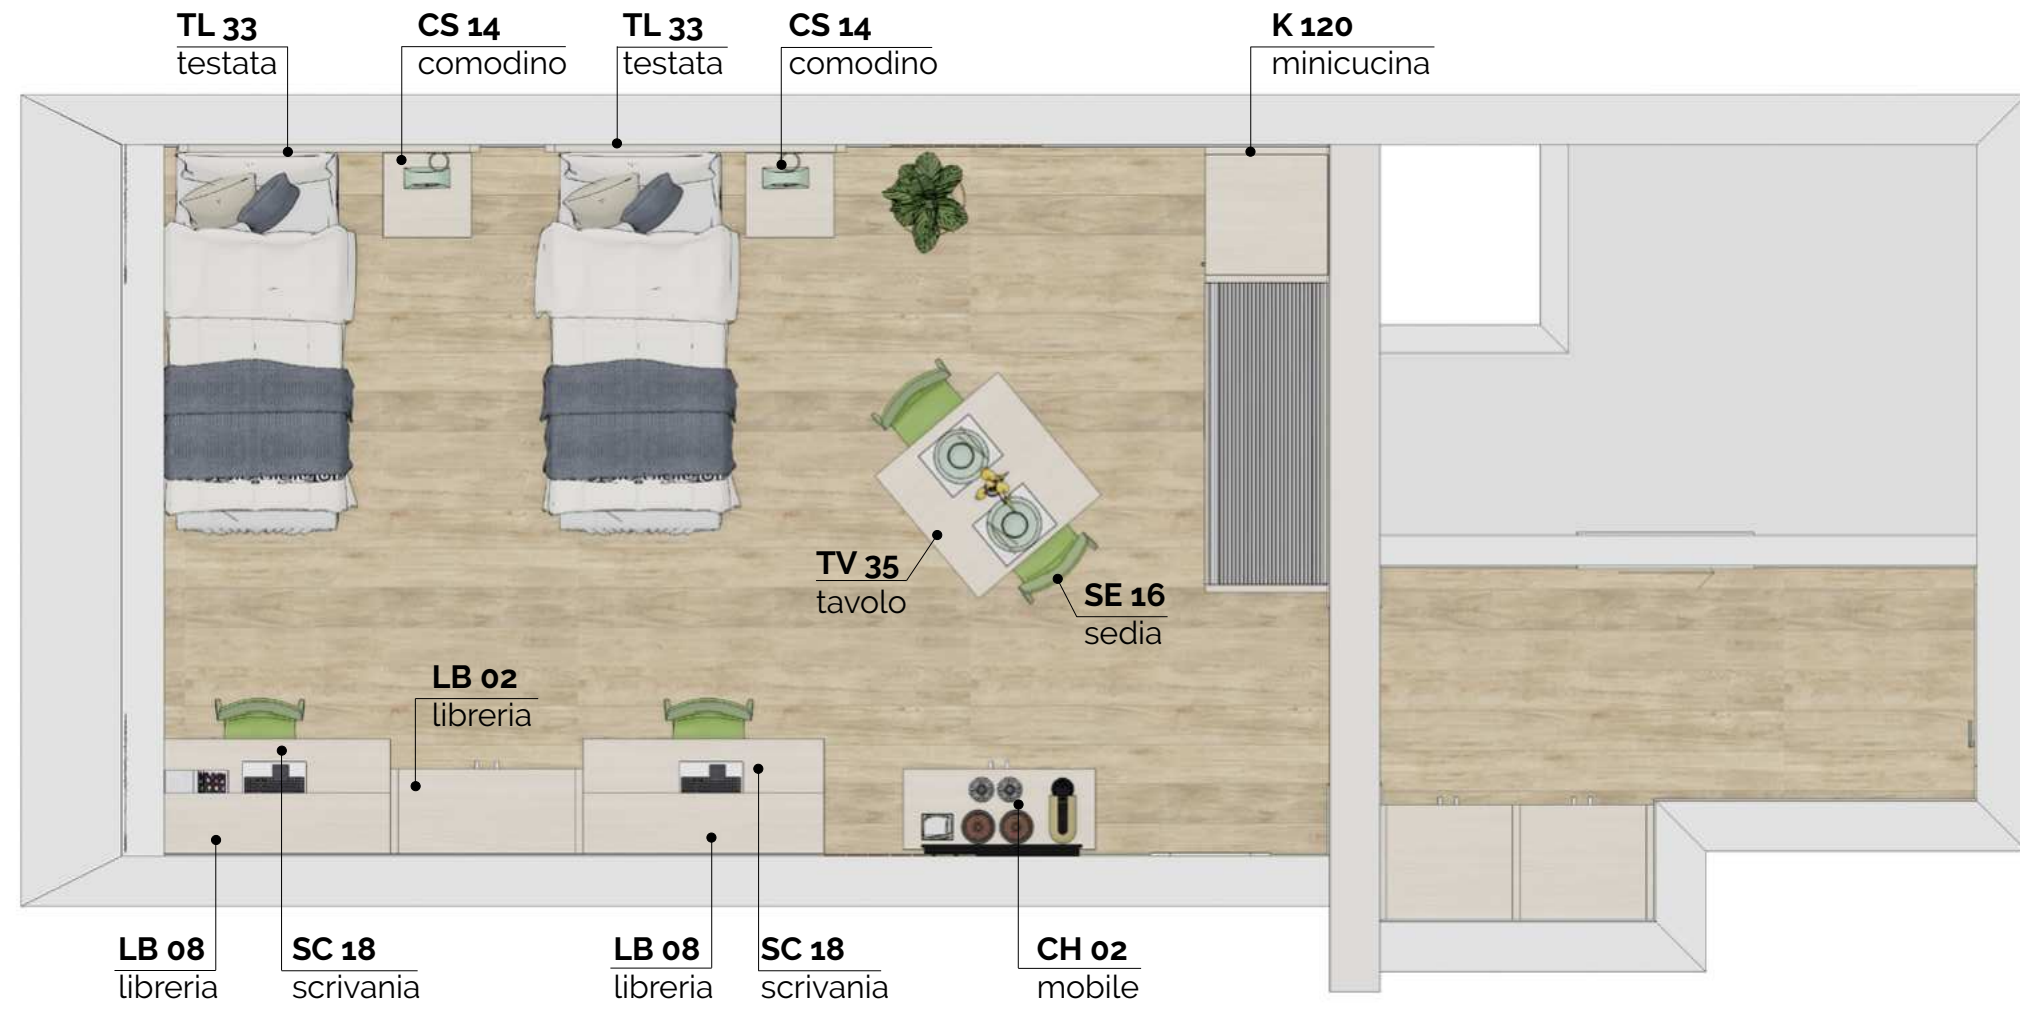 TL 33
testata
CS 14
comodino
TL 33
testata
CS 14
comodino
K 120
minicucina
TV 35
tavolo
SE 16
sedia
LB 02
libreria
LB 08
libreria
SC 18
scrivania
LB 08
libreria
SC 18
scrivania
CH 02
mobile